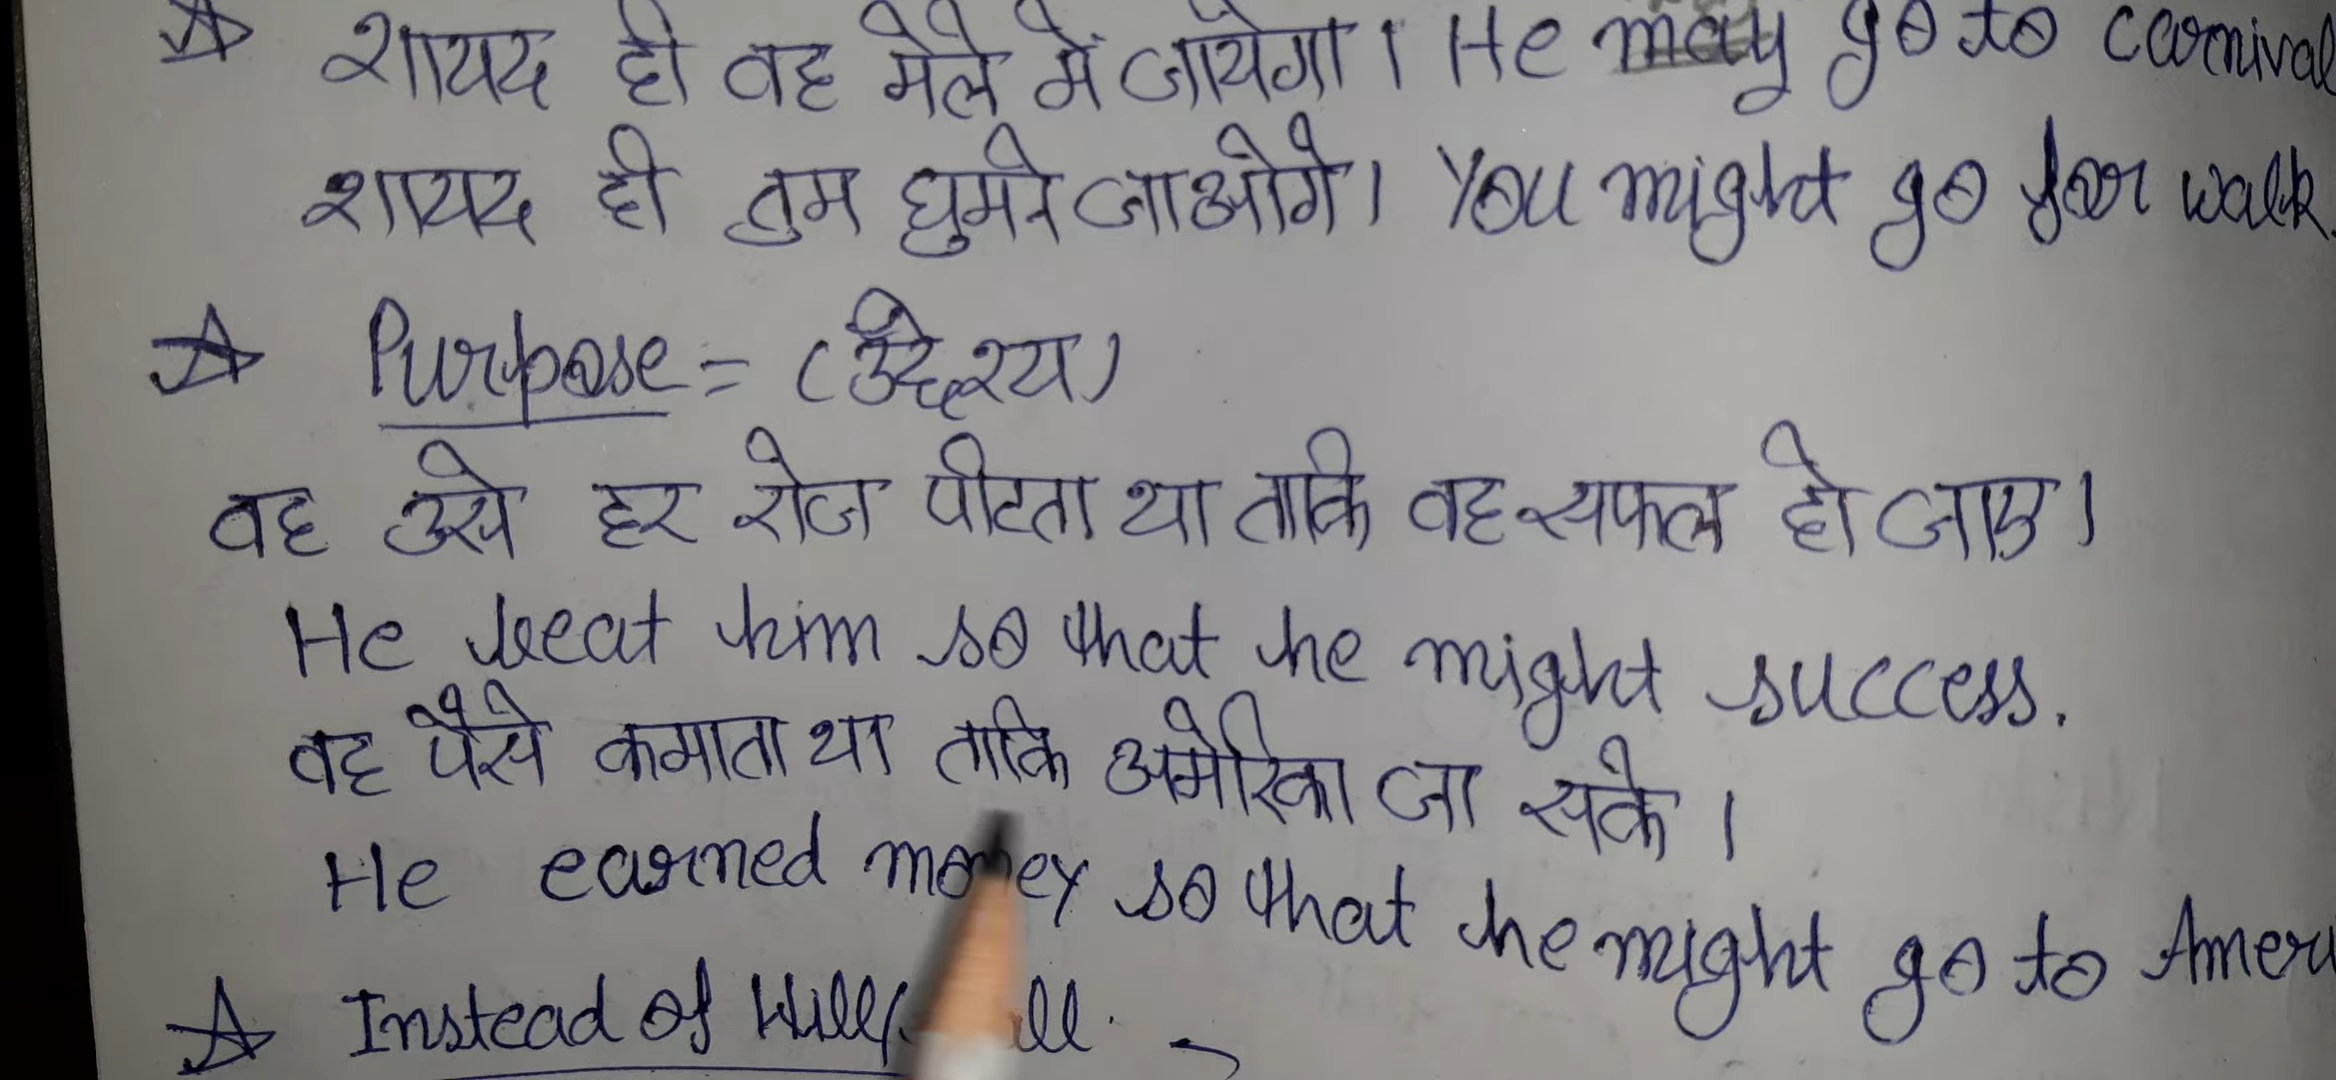 ☆ शायद ही वह मेले में जायेगा। He may go to carnival
शायद ही तुम घुमने जाओगे। You might go for walk.
☆ Purpose = (उद्देश्य)
वह उसे हर रोज पीटता था ताकि वह सफल हो जाए।
He beat him so that he might success.
वह पैसे कमाता था ताकि अमेरिका जा सके।
He earned money so that he might go to Ameri
☆ Instead of